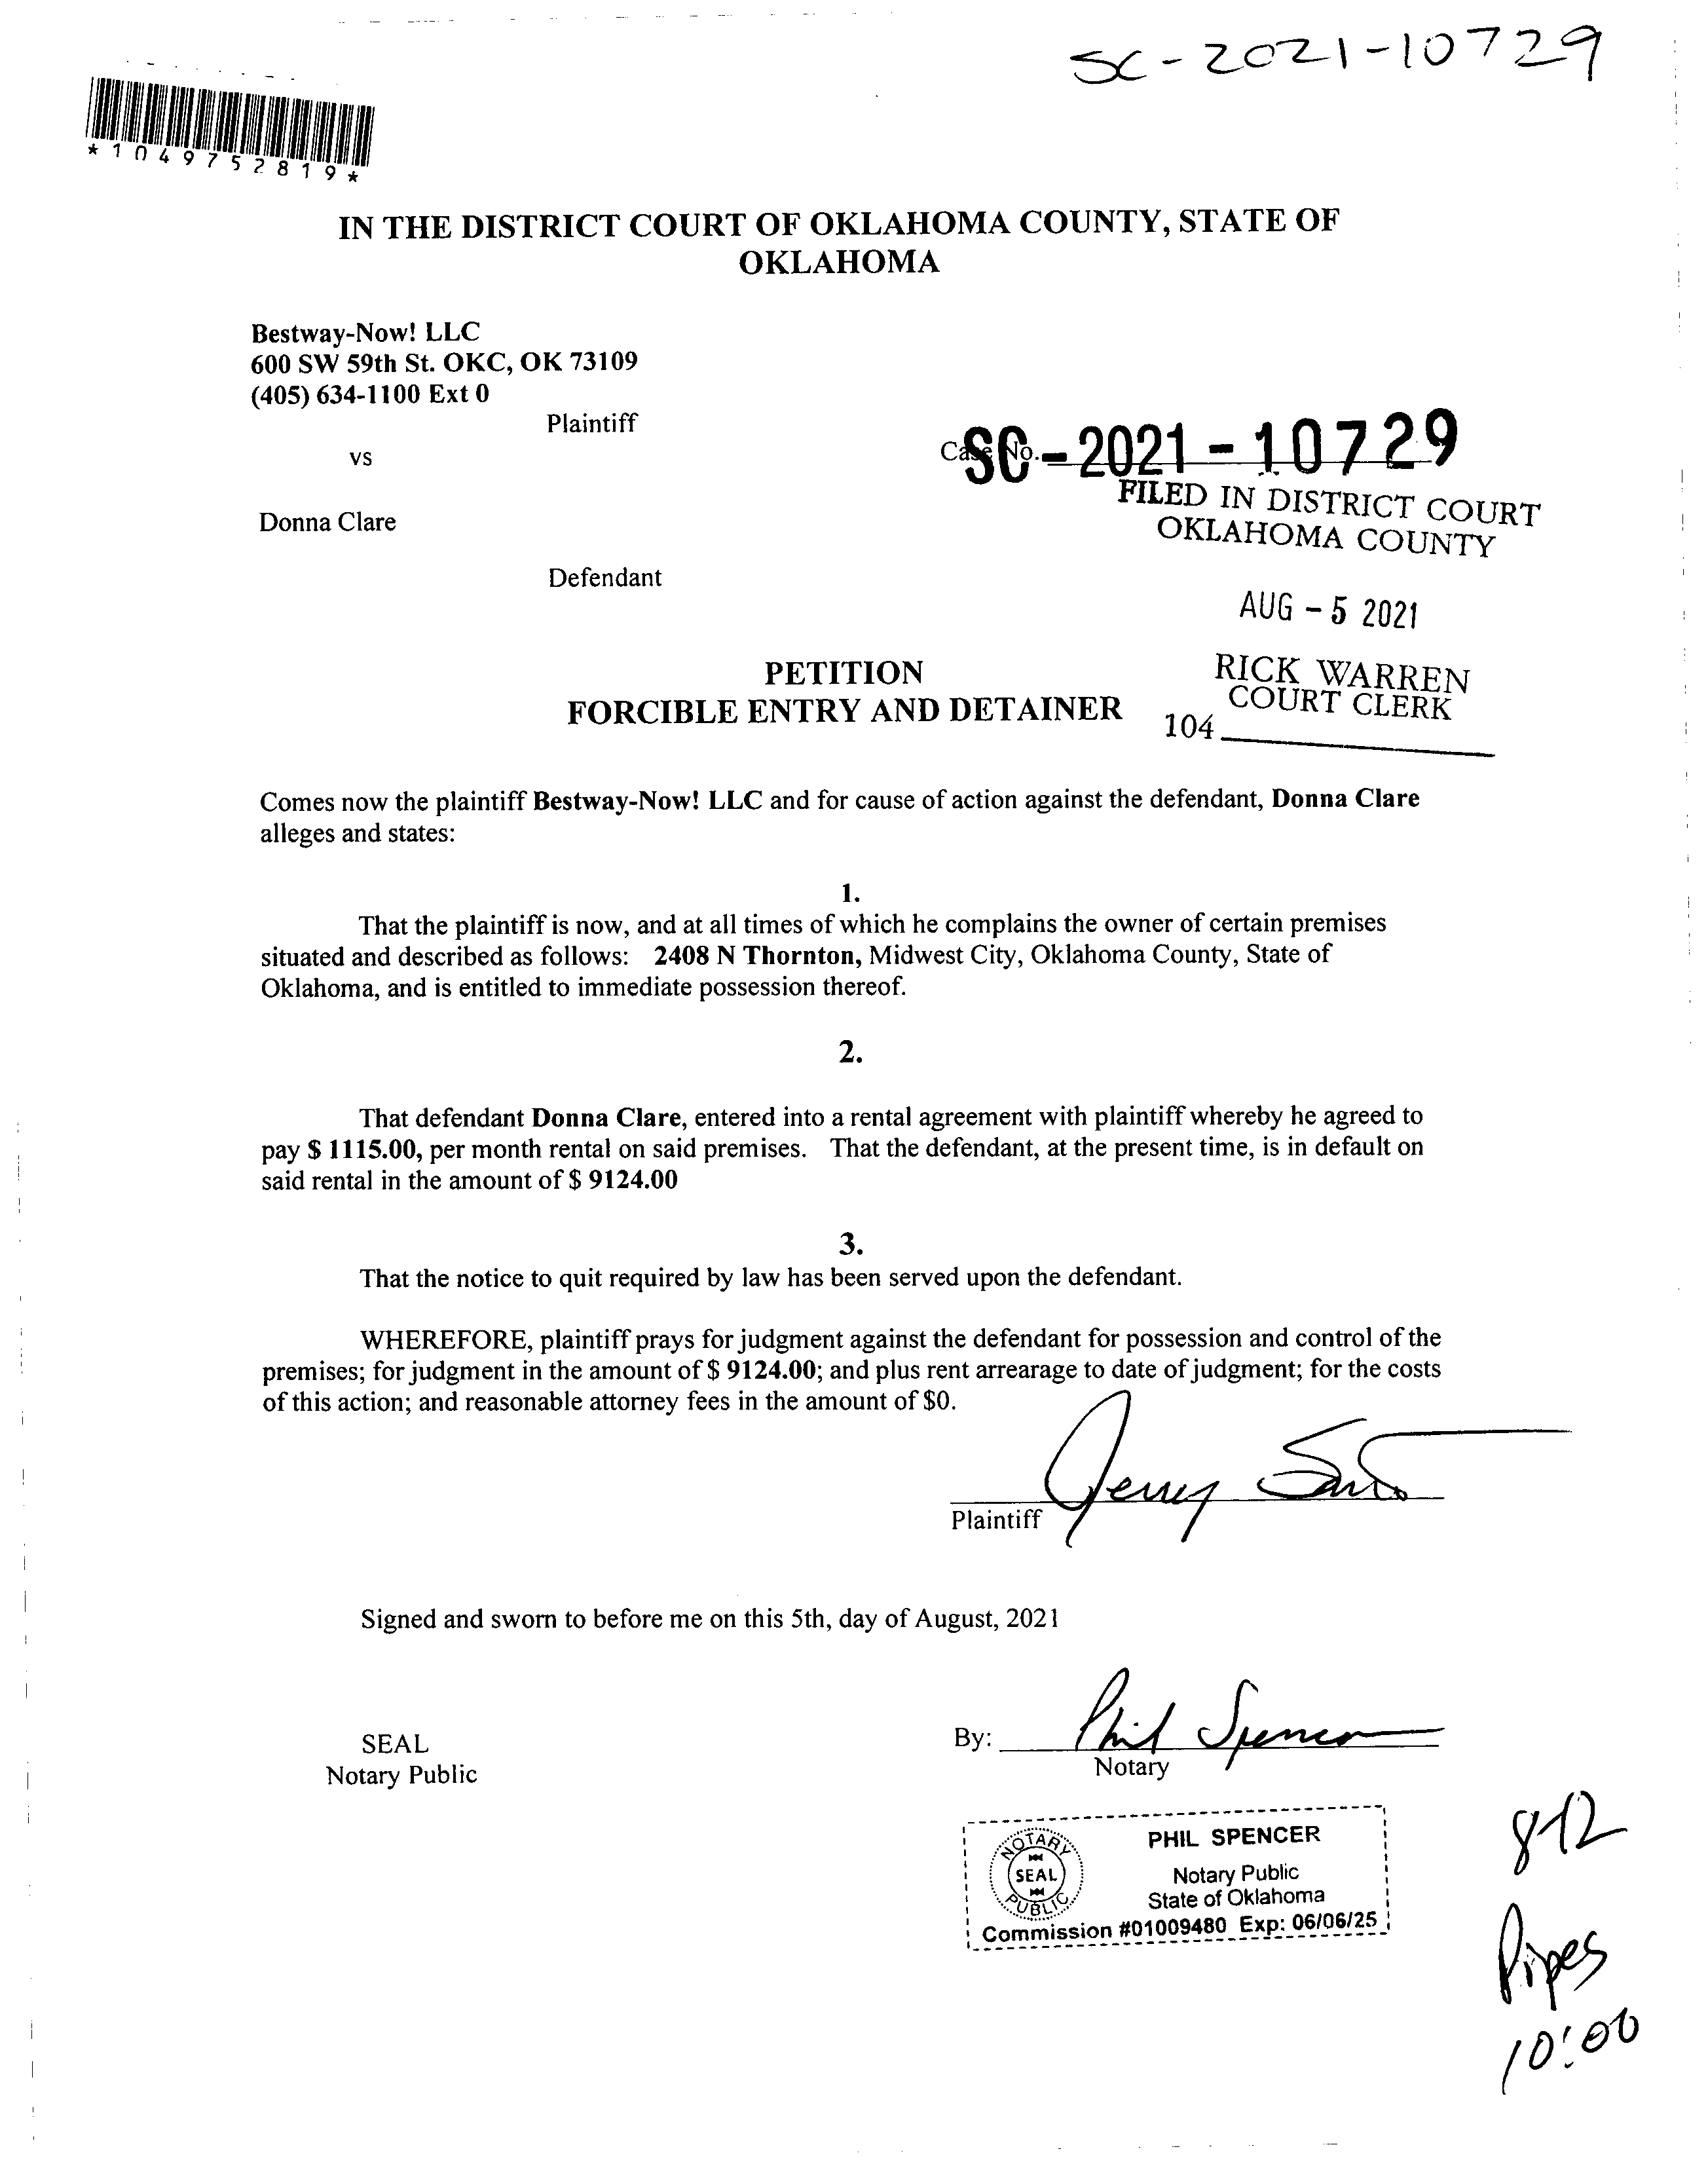 SC-2021-10729
*1049752819*
IN THE DISTRICT COURT OF OKLAHOMA COUNTY, STATE OF
OKLAHOMA
Bestway-Now! LLC
600 SW 59th St. OKC, OK 73109
(405) 634-1100 Ext 0
Plaintiff
vs
Case No. SC-2021-10729
FILED IN DISTRICT COURT
OKLAHOMA COUNTY
Donna Clare
Defendant
AUG - 5 2021
RICK WARREN
COURT CLERK
104
PETITION
FORCIBLE ENTRY AND DETAINER
Comes now the plaintiff Bestway-Now! LLC and for cause of action against the defendant, Donna Clare
alleges and states:
1.
That the plaintiff is now, and at all times of which he complains the owner of certain premises
situated and described as follows: 2408 N Thornton, Midwest City, Oklahoma County, State of
Oklahoma, and is entitled to immediate possession thereof.
2.
That defendant Donna Clare, entered into a rental agreement with plaintiff whereby he agreed to
pay $ 1115.00, per month rental on said premises. That the defendant, at the present time, is in default on
said rental in the amount of $ 9124.00
3.
That the notice to quit required by law has been served upon the defendant.
WHEREFORE, plaintiff prays for judgment against the defendant for possession and control of the
premises; for judgment in the amount of $ 9124.00; and plus rent arrearage to date of judgment; for the costs
of this action; and reasonable attorney fees in the amount of $0.
Jerry
Plaintiff
Signed and sworn to before me on this 5th, day of August, 2021
SEAL
Notary Public
By: Phil Spencer
Notary
NOTARY
SEAL
PUBLIC
PHIL SPENCER
Notary Public
State of Oklahoma
Commission #01009480 Exp: 06/06/25
812
Pipes
10:00